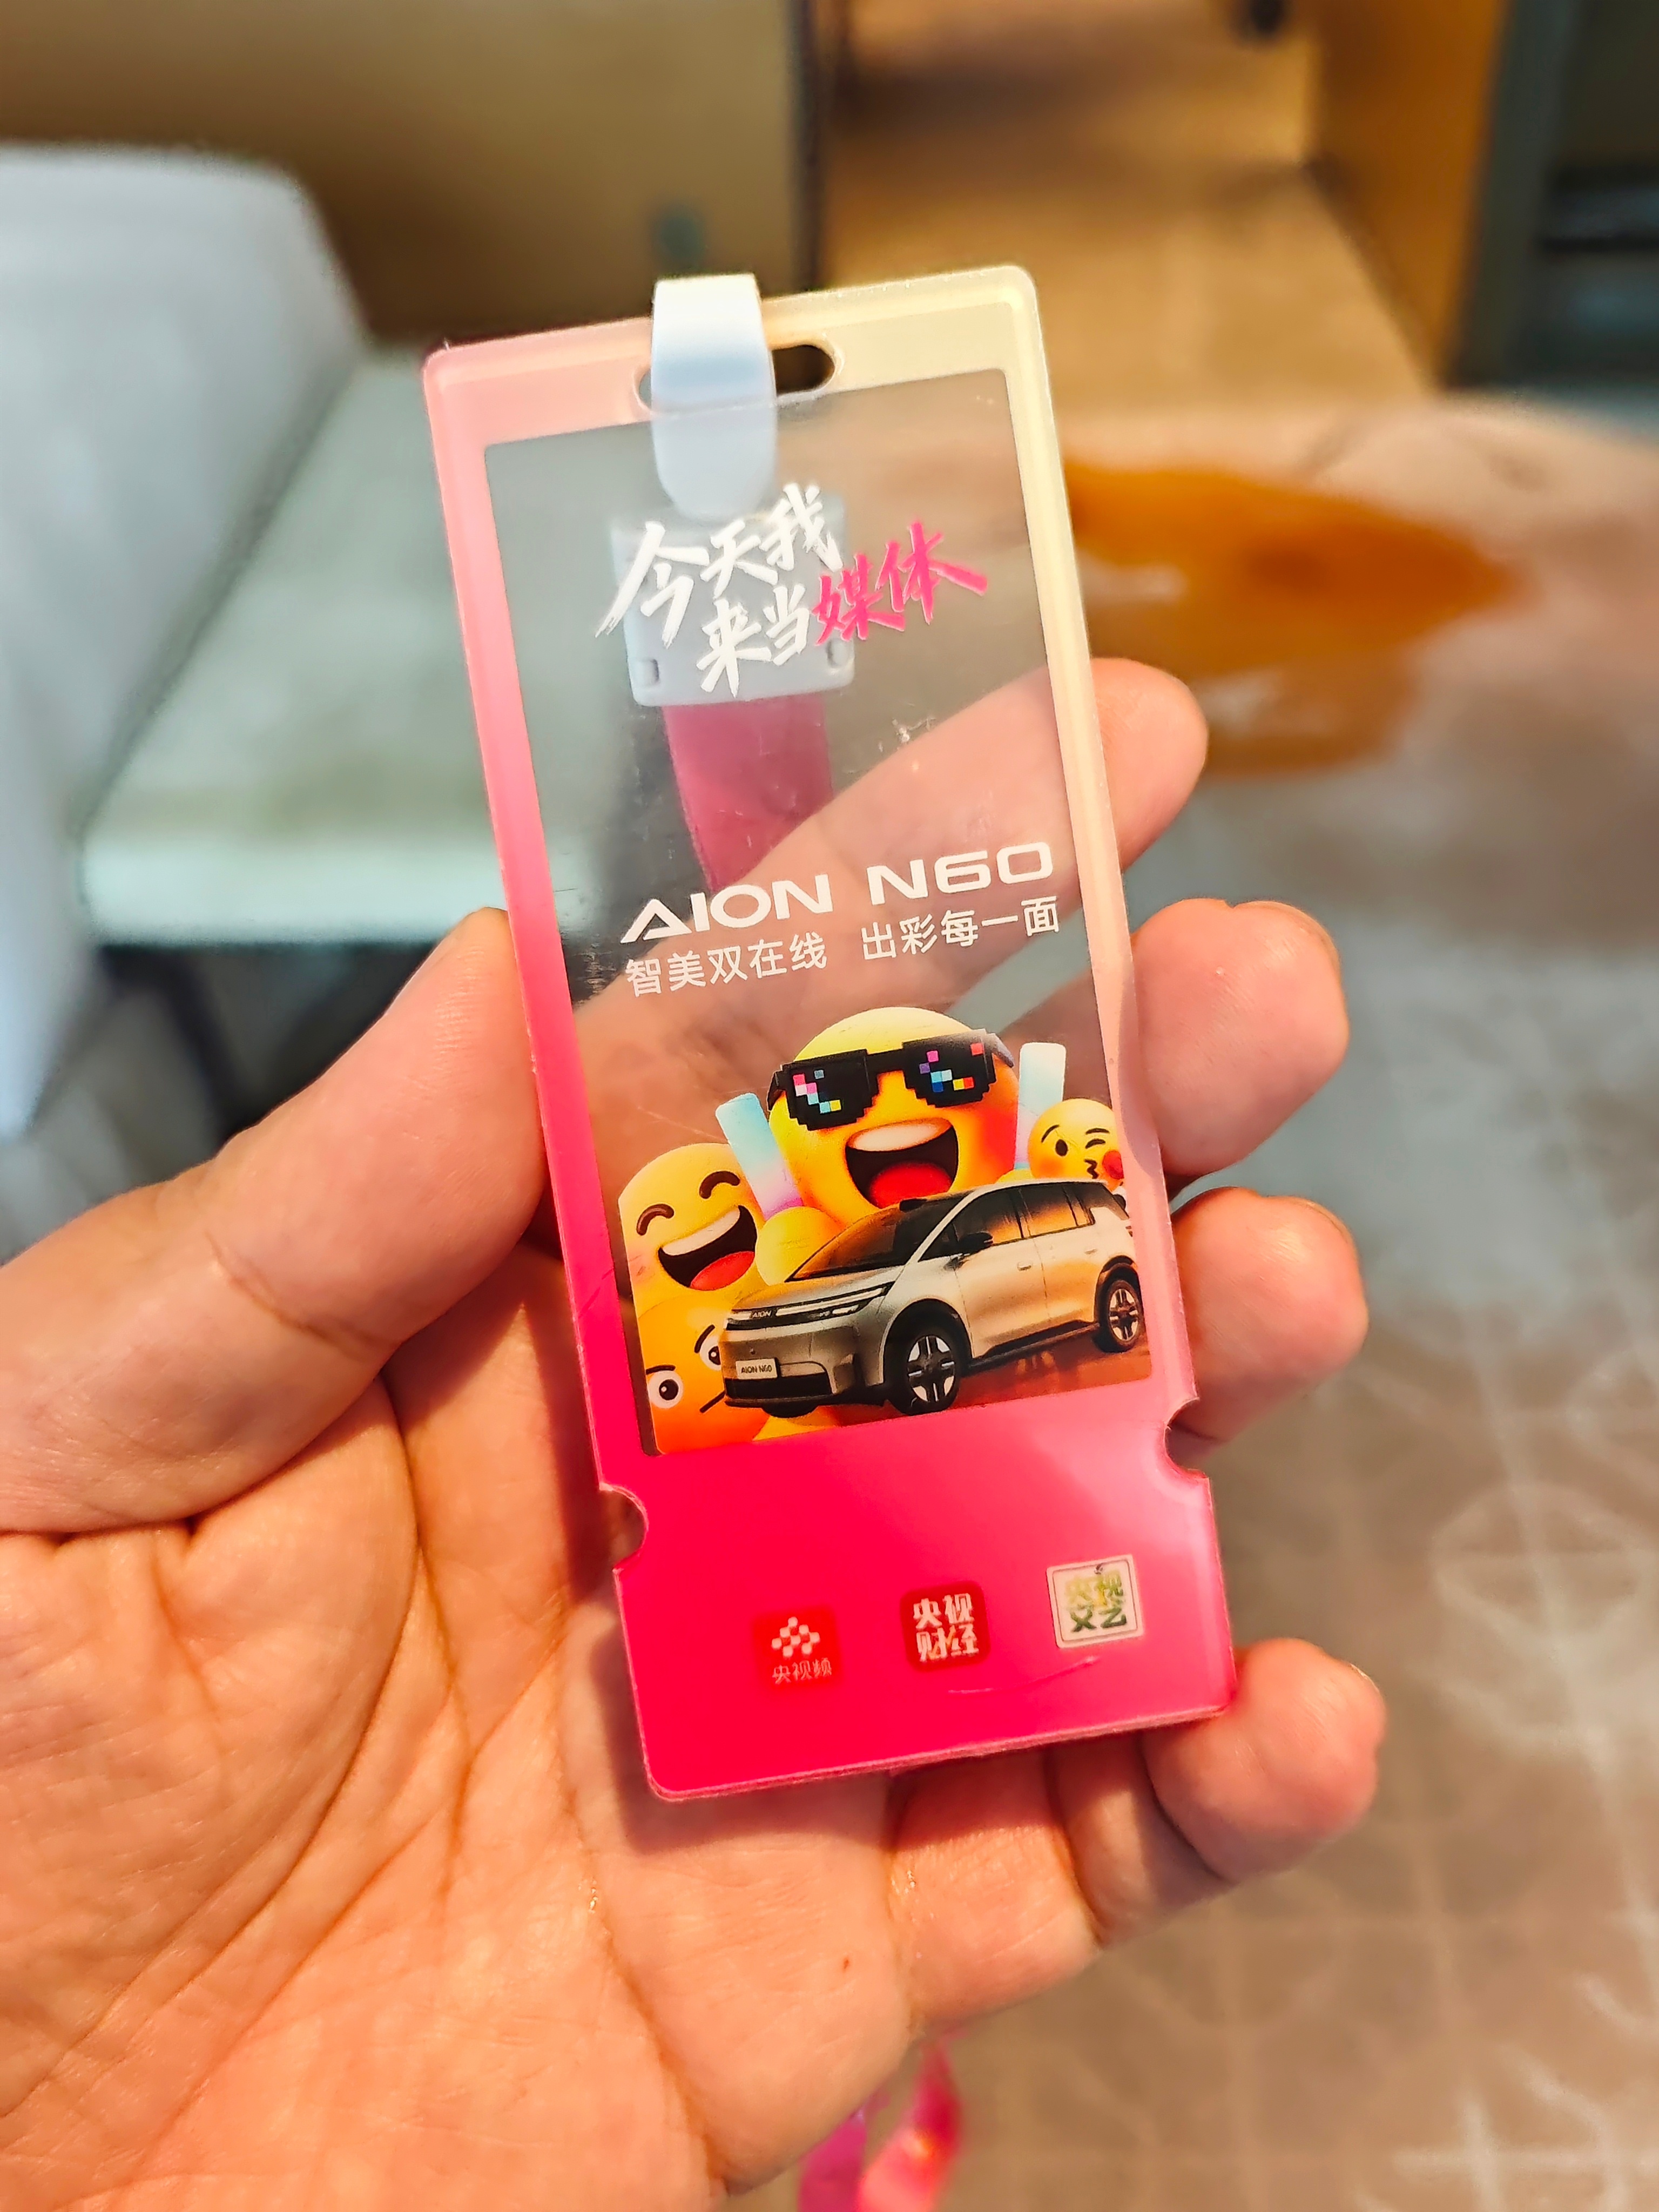 今天我
来当媒体
AION N60
智美双在线 出彩每一面
AION
AION N60
央视频
央视
财经
央视
文艺